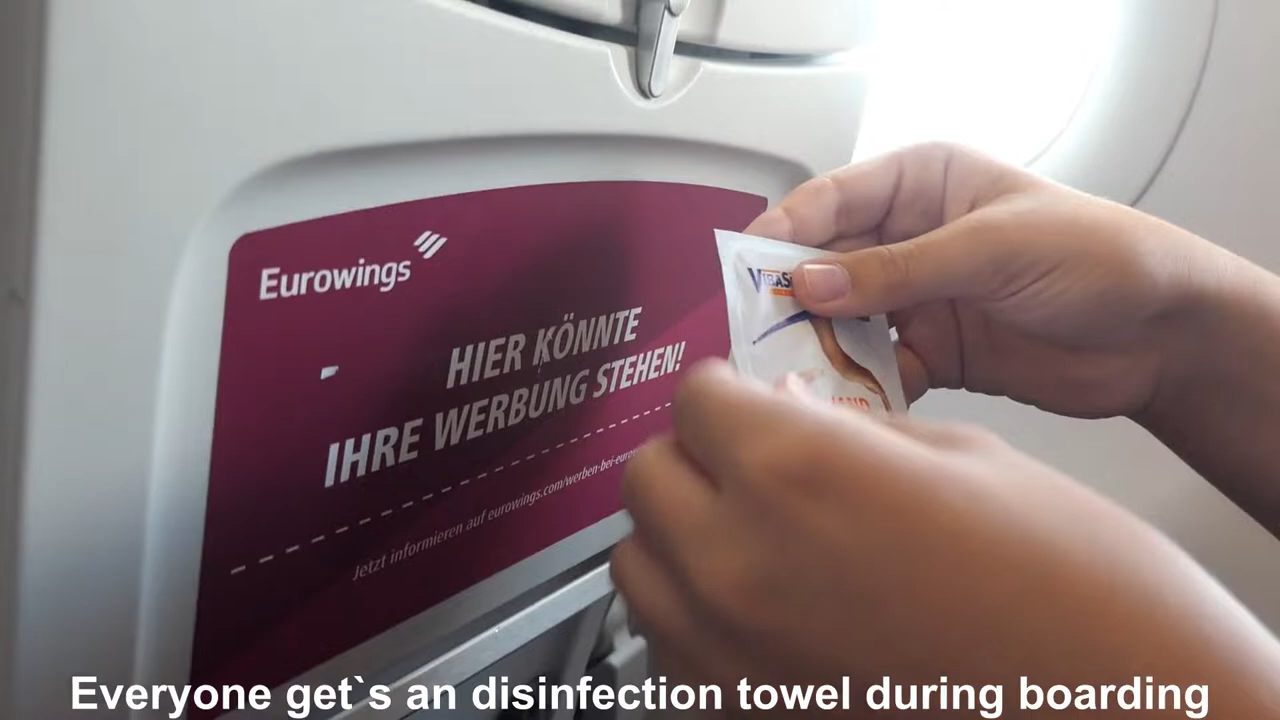 Eurowings
HIER KÖNNTE
IHRE WERBUNG STEHEN!
Jetzt informieren auf eurowings.com/werben-bei-
HAND
Everyone get`s an disinfection towel during boarding